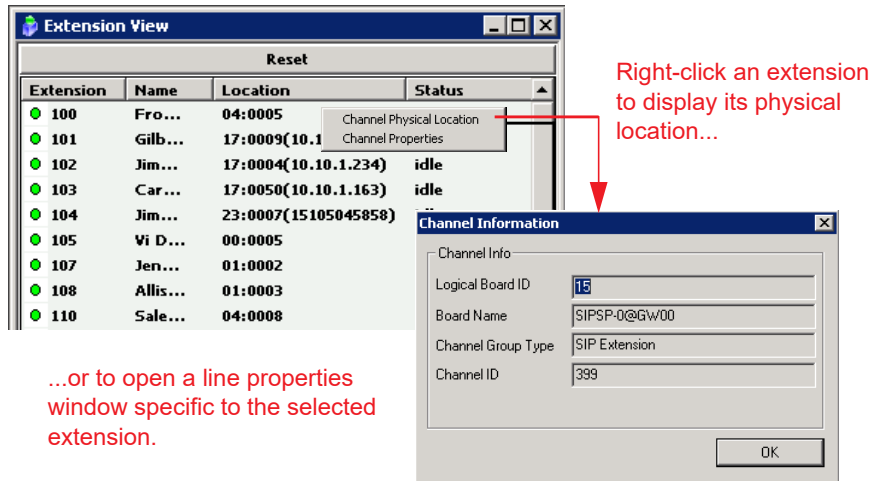 Extension View
Reset
Extension Name Location Status
100 Fro... 04:0005
Channel Physical Location
Channel Properties
101 Gilb... 17:0009(10.1
102 Jim... 17:0004(10.10.1.234) idle
103 Car... 17:0050(10.10.1.163) idle
104 Jim... 23:0007(15105045858)
105 Vi D... 00:0005
107 Jen... 01:0002
108 Allis... 01:0003
110 Sale... 04:0008
Right-click an extension
to display its physical
location...
Channel Information
Channel Info
Logical Board ID 15
Board Name SIPSP-0@GW00
Channel Group Type SIP Extension
Channel ID 399
OK
...or to open a line properties
window specific to the selected
extension.